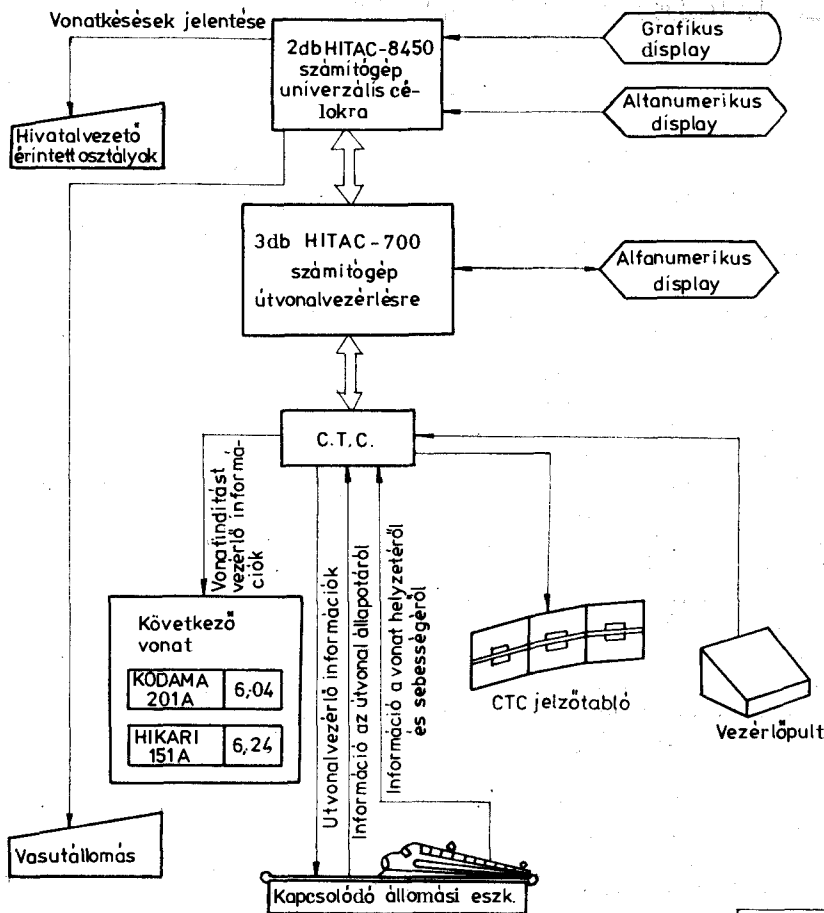 Vonatkésések jelentése
2db HITAC-8450
számítógép
univerzális cé-
lokra
Grafikus
display
Altanumerikus
display
Hivatalvezető
érintett osztályok
3db HITAC-700
számítógép
útvonalvezérlésre
Alfanumerikus
display
C.T.C.
Vonatindítást
vezérlő informá-
ciók
Útvonalvezérlő információk
Információ az útvonal állapotáról
Információ a vonat helyzetéről
és sebességéről
Következő
vonat
KODAMA
201A
6,04
HIKARI
151A
6,24
CTC jelzőtabló
Vezérlőpult
Vasútállomás
Kapcsolódó állomási eszk.